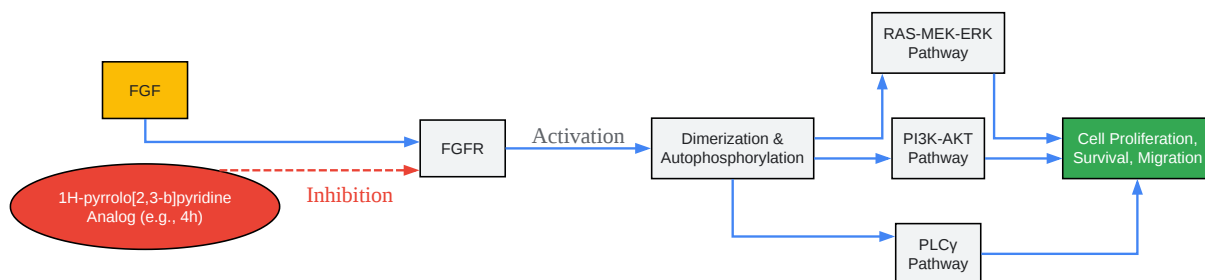 FGF
1H-pyrrolo[2,3-b]pyridine
Analog (e.g., 4h)
Inhibition
FGFR
Activation
Dimerization &
Autophosphorylation
RAS-MEK-ERK
Pathway
PI3K-AKT
Pathway
PLCγ
Pathway
Cell Proliferation,
Survival, Migration